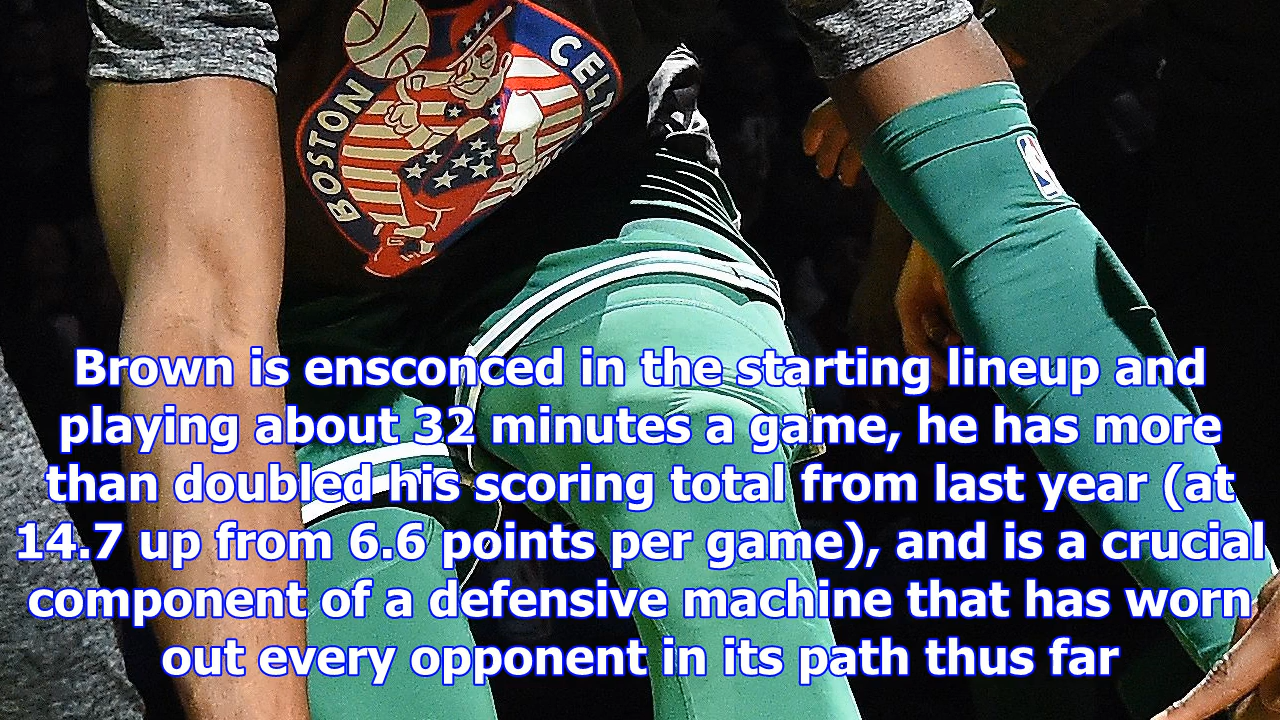 BOSTON
CELT
Brown is ensconced in the starting lineup and
playing about 32 minutes a game, he has more
than doubled his scoring total from last year (at
14.7 up from 6.6 points per game), and is a crucial
component of a defensive machine that has worn
out every opponent in its path thus far